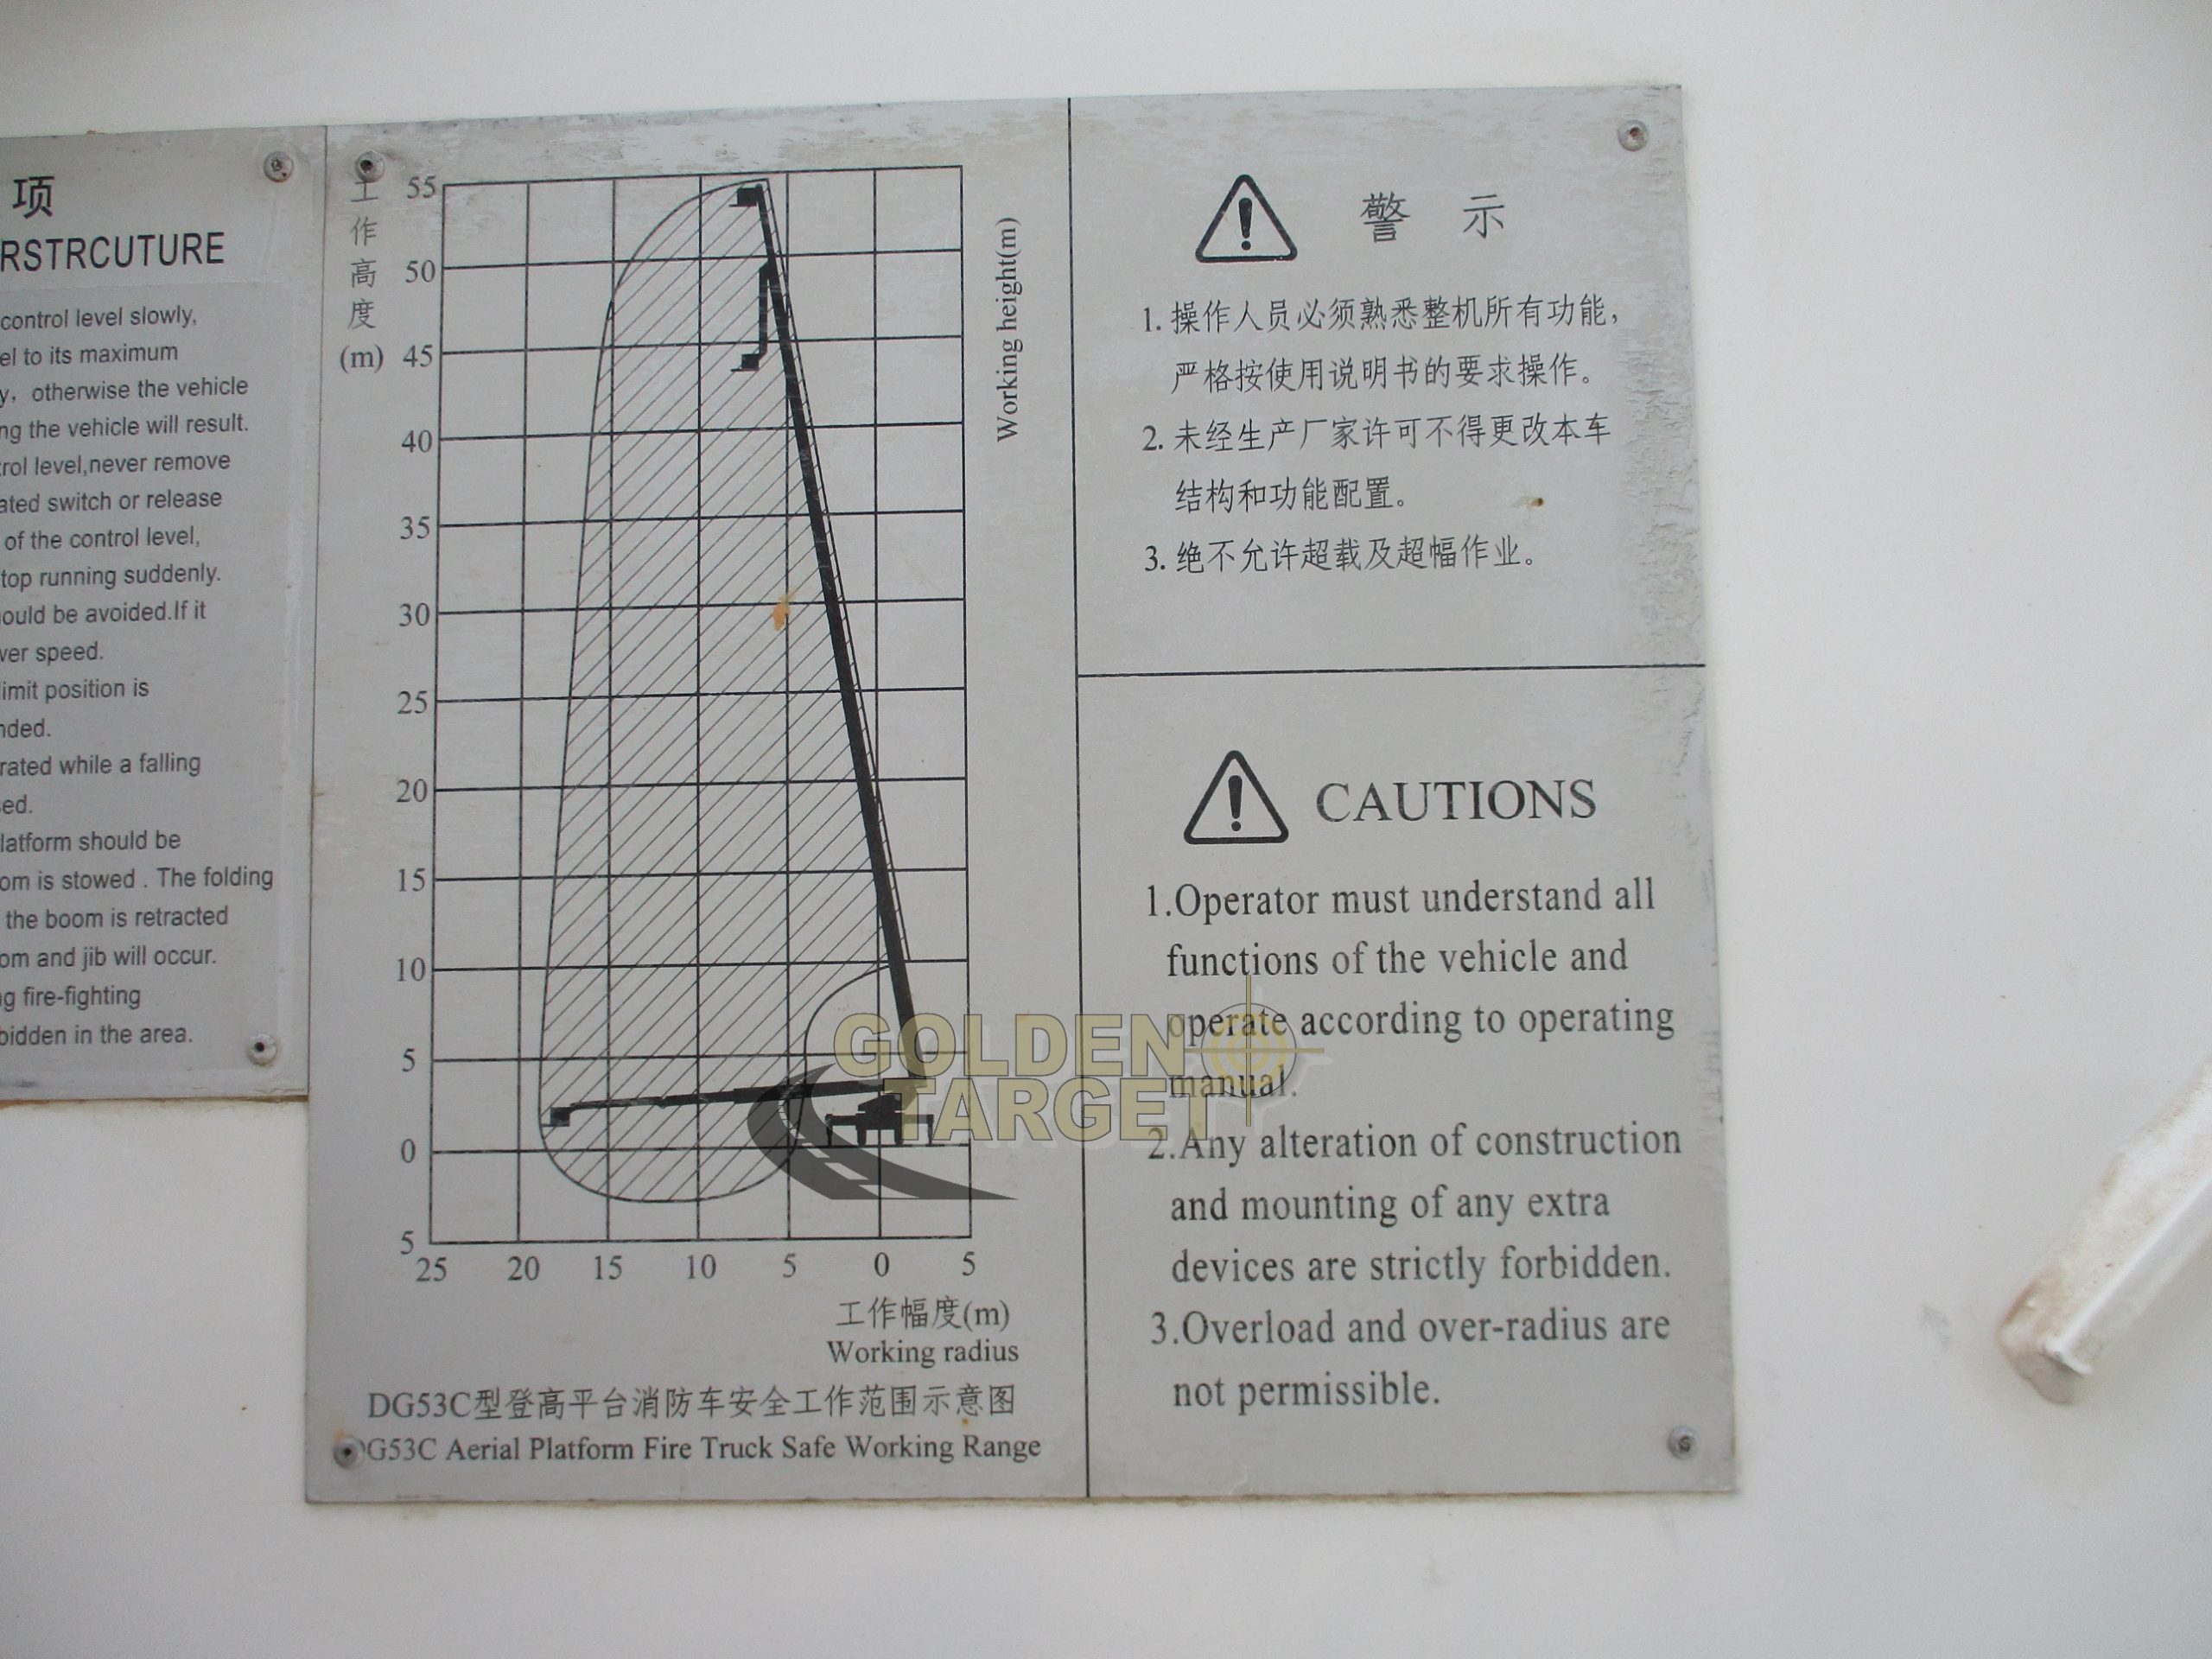 项
RSTRCUTURE
control level slowly,
el to its maximum
y, otherwise the vehicle
ng the vehicle will result.
rol level,never remove
ated switch or release
of the control level,
top running suddenly.
ould be avoided.If it
ver speed.
limit position is
nded.
rated while a falling
sed.
latform should be
om is stowed . The folding
the boom is retracted
om and jib will occur.
g fire-fighting
bidden in the area.
工作高度(m)
55
50
45
40
35
30
25
20
15
10
5
0
5
25 20 15 10 5 0 5
Working height(m)
工作幅度(m)
Working radius
DG53C型登高平台消防车安全工作范围示意图
G53C Aerial Platform Fire Truck Safe Working Range
警 示
1. 操作人员必须熟悉整机所有功能,
严格按使用说明书的要求操作。
2. 未经生产厂家许可不得更改本车
结构和功能配置。
3. 绝不允许超载及超幅作业。
CAUTIONS
1.Operator must understand all
functions of the vehicle and
operate according to operating
manual.
2.Any alteration of construction
and mounting of any extra
devices are strictly forbidden.
3.Overload and over-radius are
not permissible.
GOLDEN
TARGET